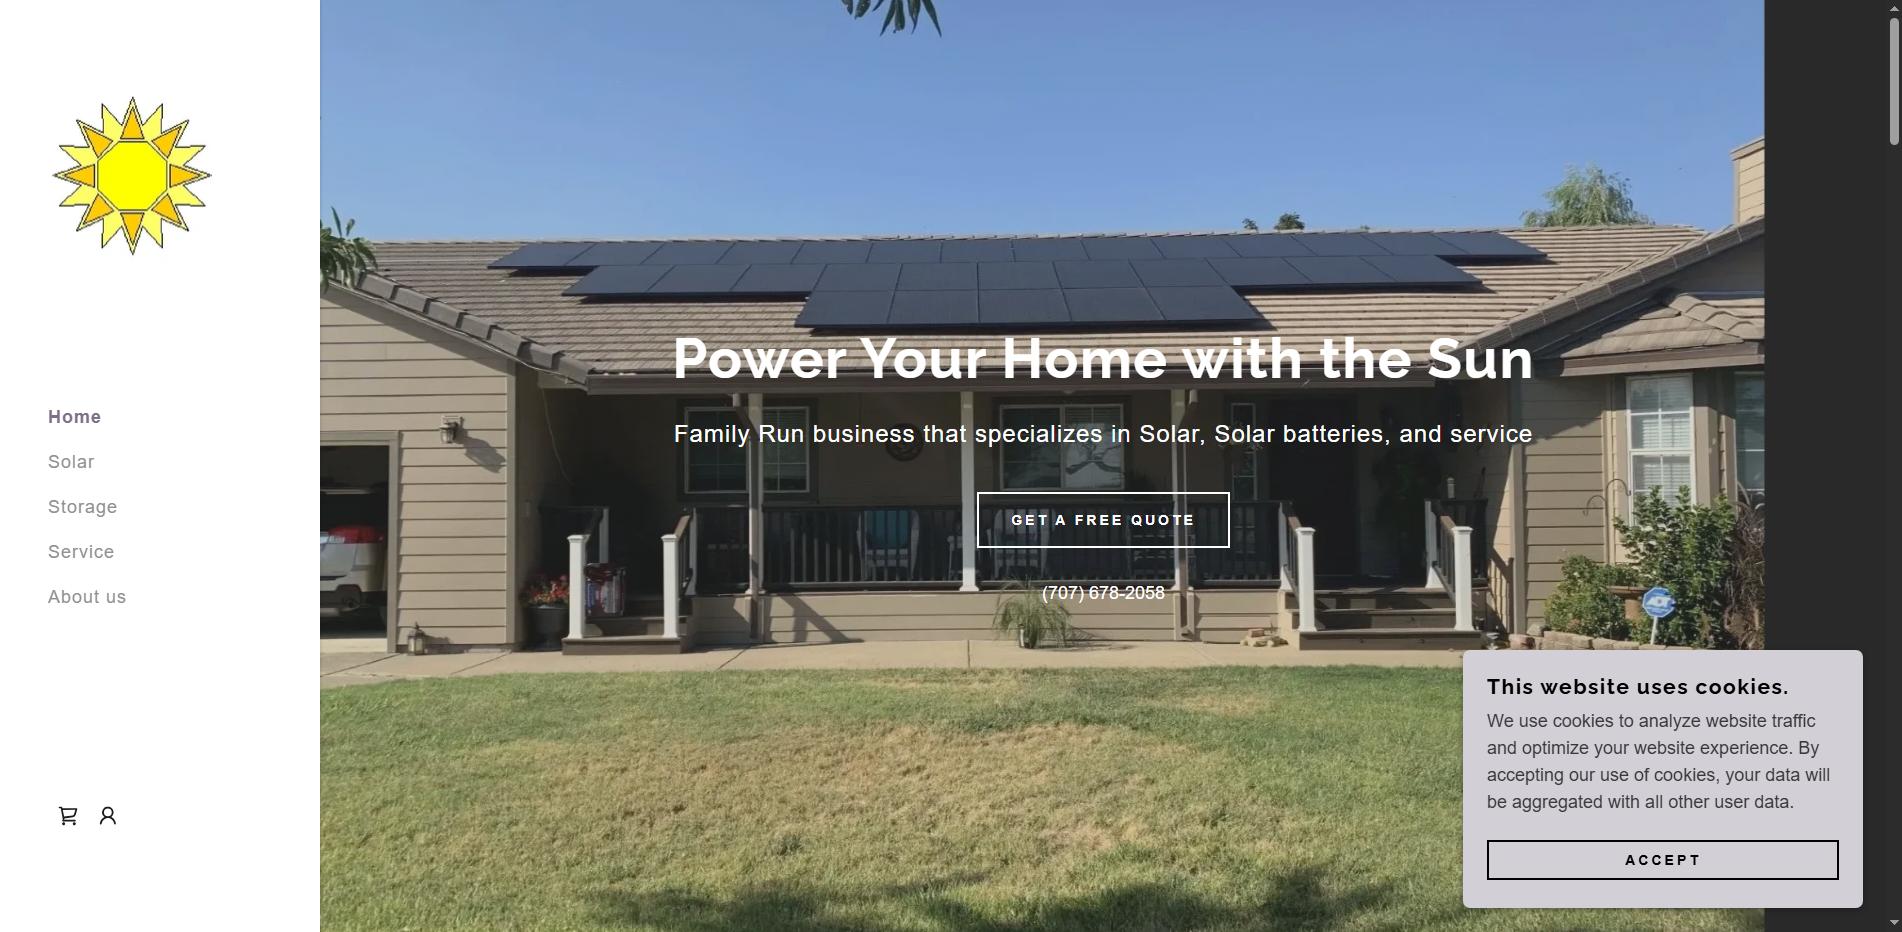 Home
Solar
Storage
Service
About us
Power Your Home with the Sun
Family Run business that specializes in Solar, Solar batteries, and service
GET A FREE QUOTE
(707) 678-2058
ADT
This website uses cookies.
We use cookies to analyze website traffic
and optimize your website experience. By
accepting our use of cookies, your data will
be aggregated with all other user data.
ACCEPT